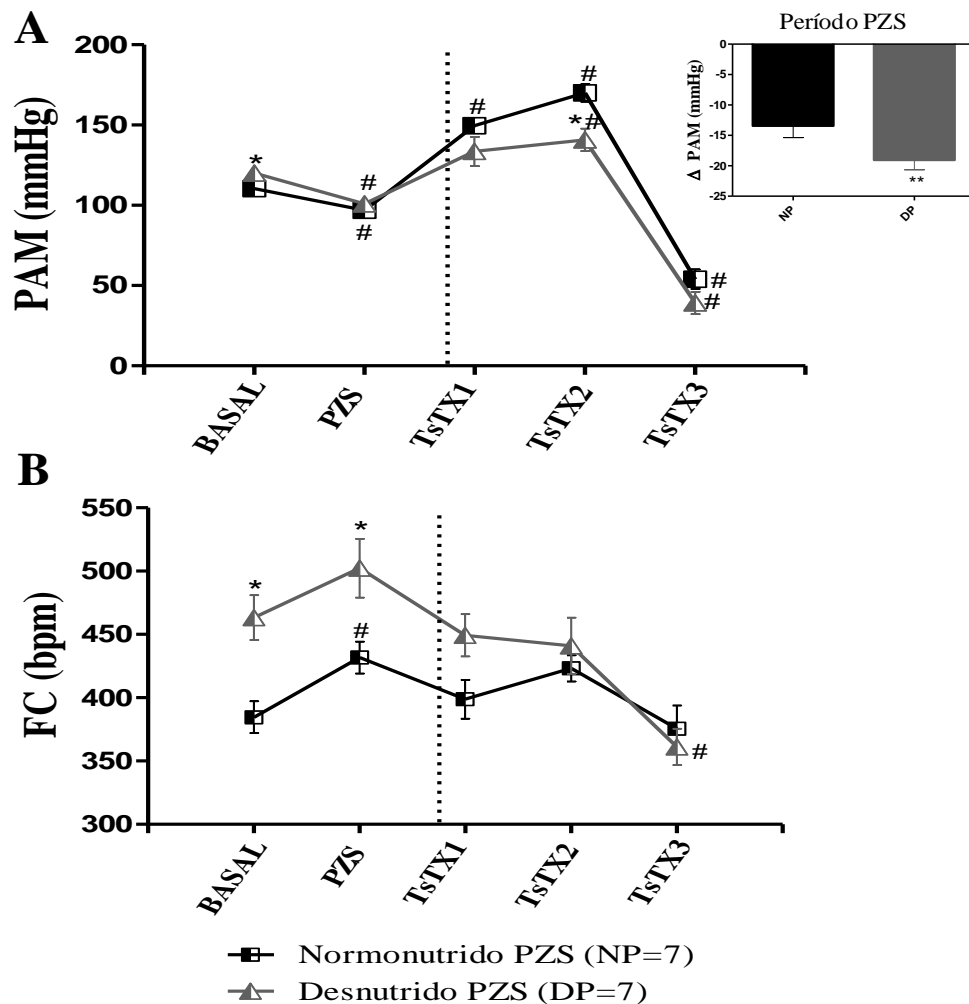 A
PAM (mmHg)
200
150
100
50
0
*
#
#
#
#
*#
#
#
BASAL
PZS
TsTX1
TsTX2
TsTX3
Período PZS
Δ PAM (mmHg)
0
-5
-10
-15
-20
-25
**
NP
DP
B
FC (bpm)
550
500
450
400
350
300
*
*
#
#
BASAL
PZS
TsTX1
TsTX2
TsTX3
Normonutrido PZS (NP=7)
Desnutrido PZS (DP=7)